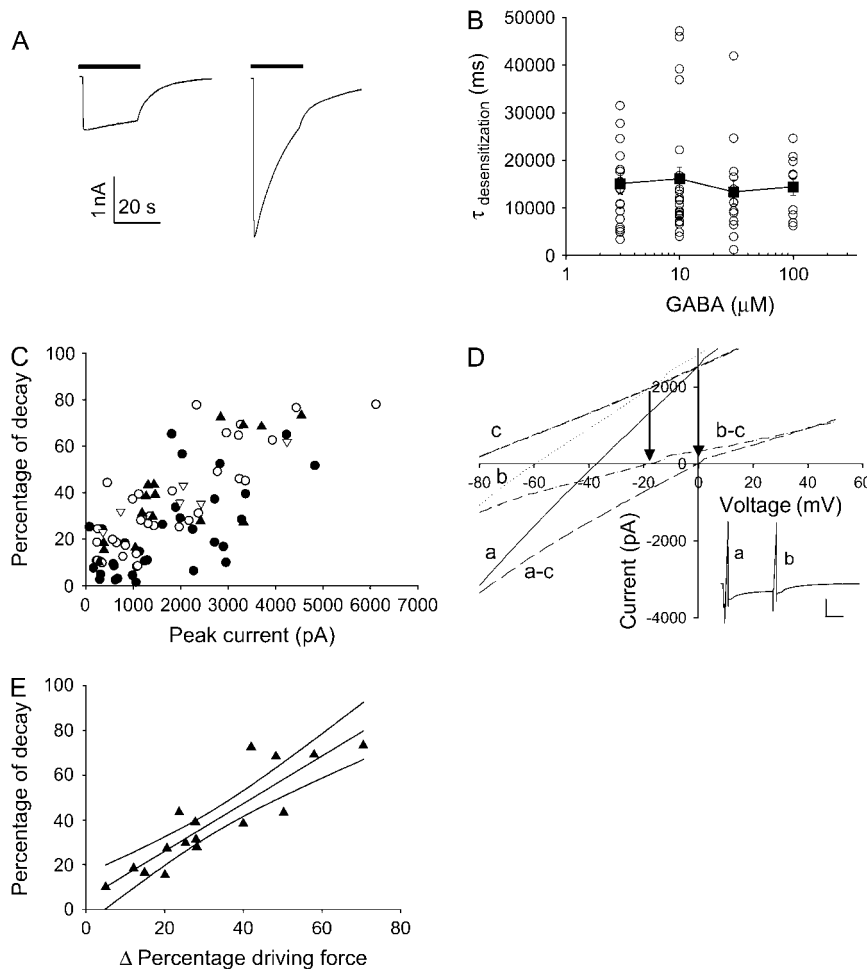 A
1nA
20 s
B
50000
40000
30000
20000
10000
0
τ desensitization (ms)
1
10
100
GABA (μM)
C
100
80
60
40
20
0
Percentage of decay
0
1000
2000
3000
4000
5000
6000
7000
Peak current (pA)
D
2000
0
-2000
-4000
c
b-c
-80
-60
-40
-20
0
20
40
60
b
Voltage (mV)
a
a-c
Current (pA)
a
b
E
100
80
60
40
20
0
Percentage of decay
0
20
40
60
80
Δ Percentage driving force